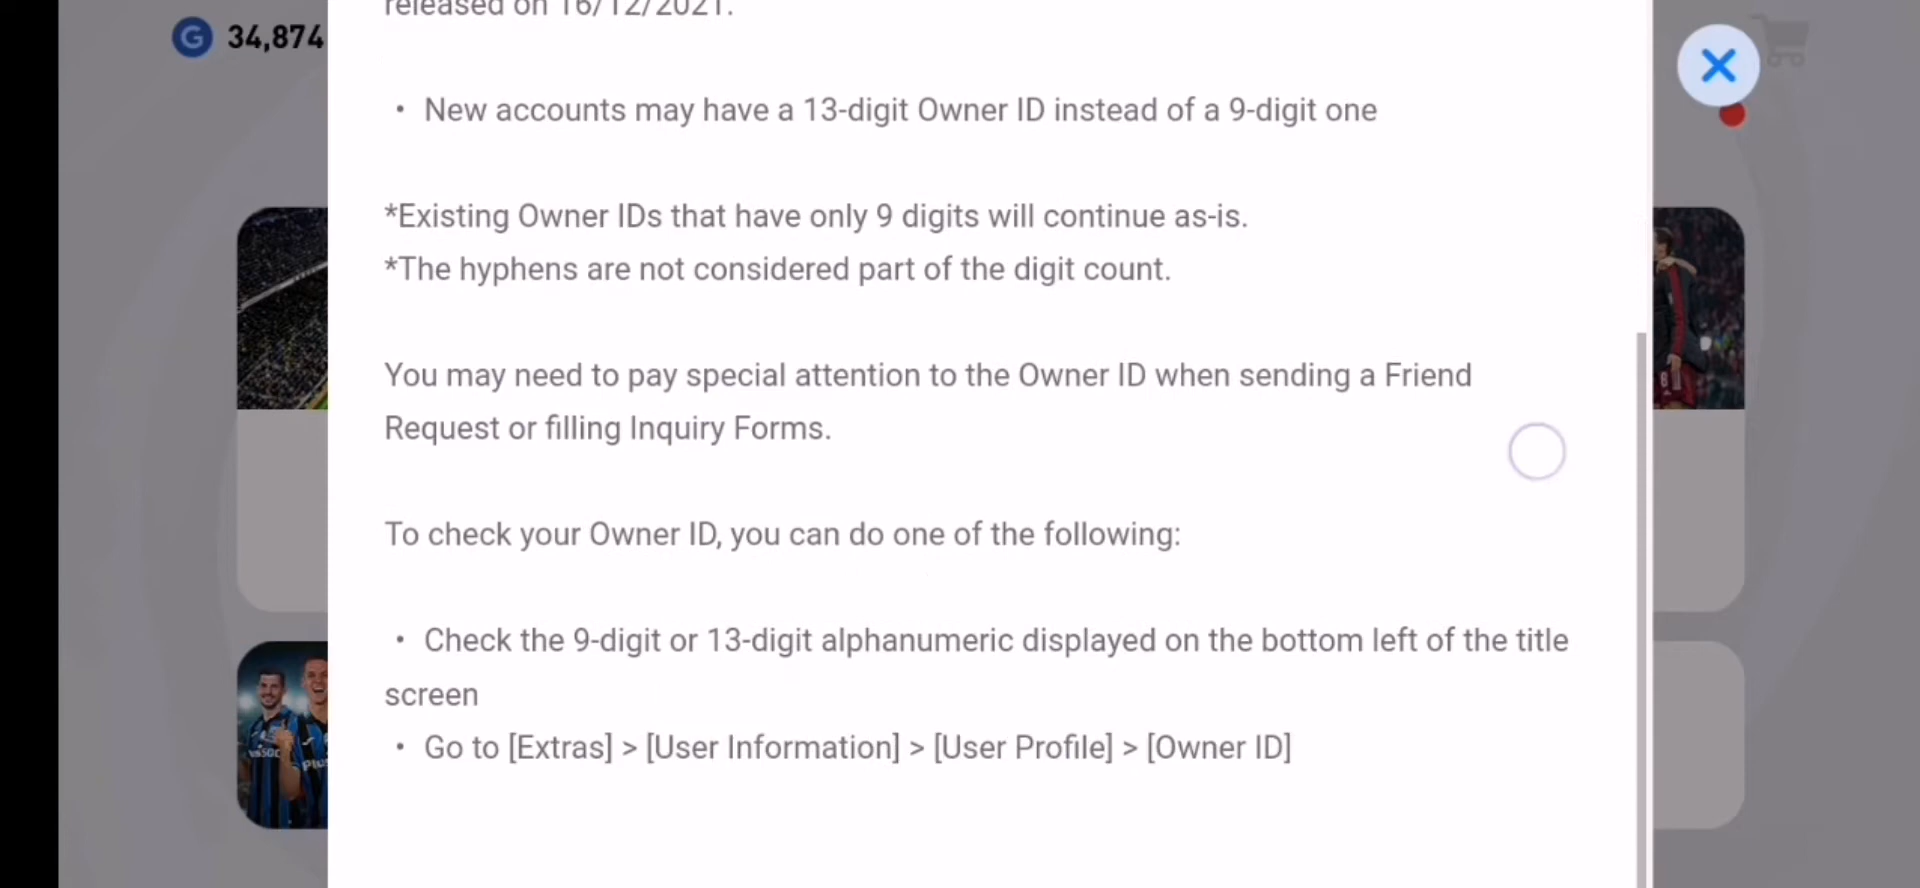 released on 16/12/2021.
34,874
・ New accounts may have a 13-digit Owner ID instead of a 9-digit one
*Existing Owner IDs that have only 9 digits will continue as-is.
*The hyphens are not considered part of the digit count.
You may need to pay special attention to the Owner ID when sending a Friend
Request or filling Inquiry Forms.
To check your Owner ID, you can do one of the following:
・ Check the 9-digit or 13-digit alphanumeric displayed on the bottom left of the title
screen
・ Go to [Extras] > [User Information] > [User Profile] > [Owner ID]